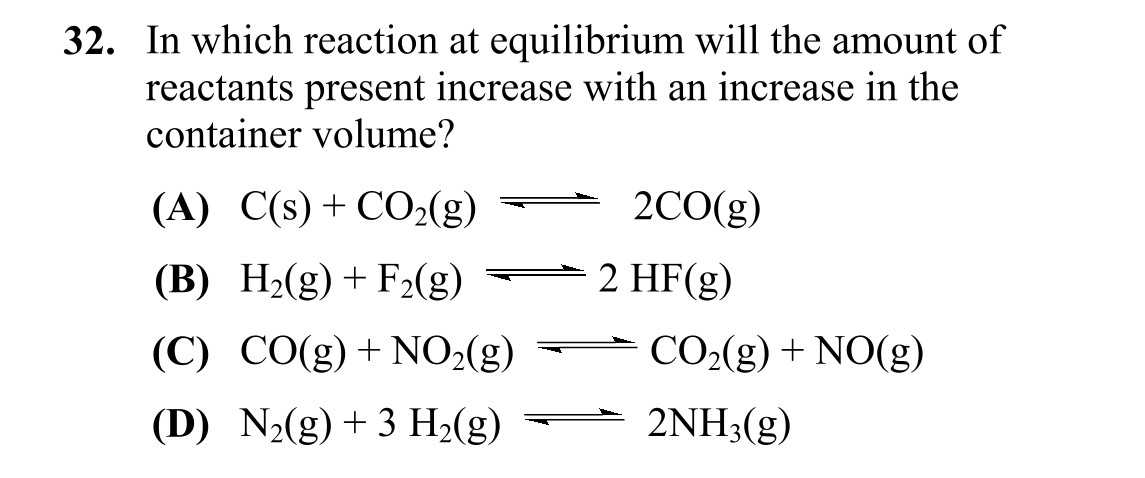 32. In which reaction at equilibrium will the amount of
reactants present increase with an increase in the
container volume?
(A) C(s) + CO₂(g) ⇌ 2CO(g)
(B) H₂(g) + F₂(g) ⇌ 2 HF(g)
(C) CO(g) + NO₂(g) ⇌ CO₂(g) + NO(g)
(D) N₂(g) + 3 H₂(g) ⇌ 2NH₃(g)